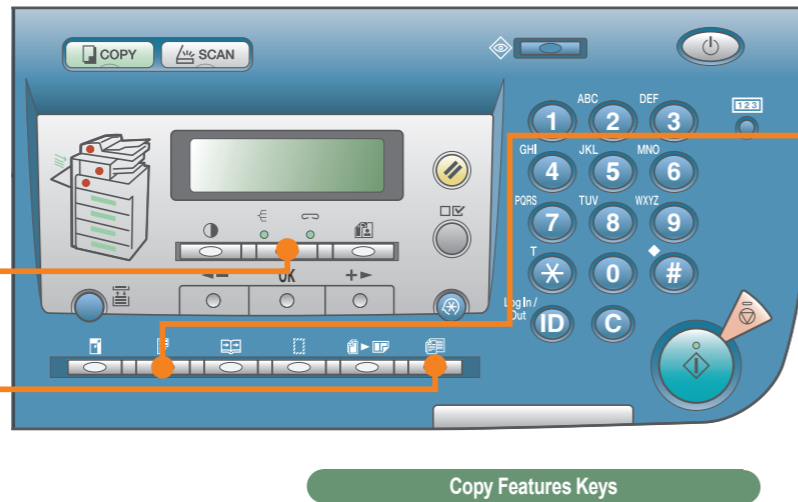 COPY SCAN
ABC DEF
1 2 3
123
GHI JKL MNO
4 5 6
PQRS TUV WXYZ
7 8 9
T
* 0 #
OK
Log In /
Out
ID C
Copy Features Keys